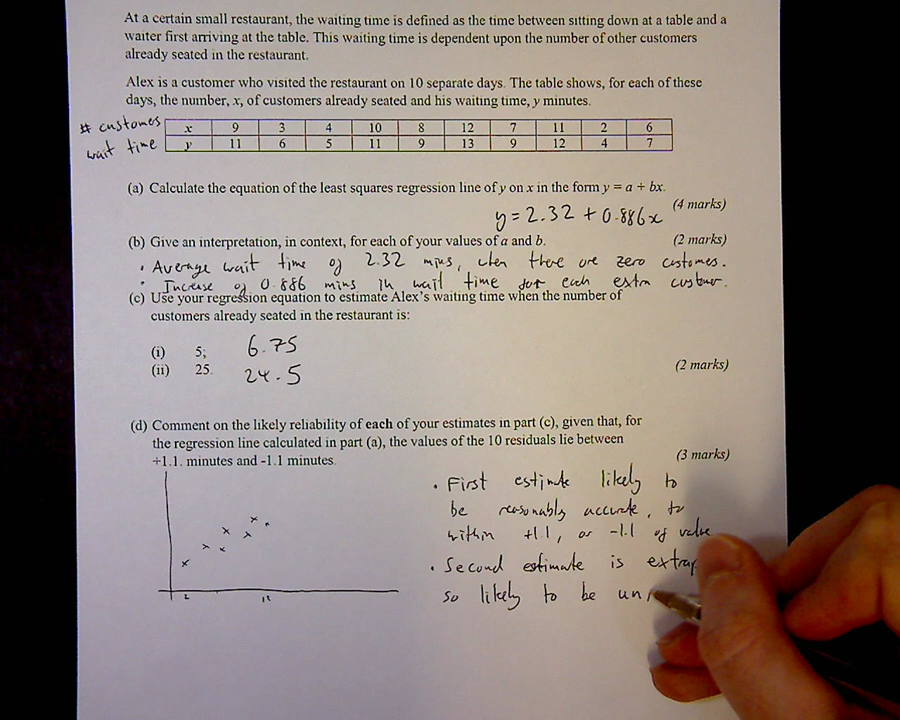 At a certain small restaurant, the waiting time is defined as the time between sitting down at a table and a
waiter first arriving at the table. This waiting time is dependent upon the number of other customers
already seated in the restaurant.
Alex is a customer who visited the restaurant on 10 separate days. The table shows, for each of these
days, the number, x, of customers already seated and his waiting time, y minutes.
# customes x 9 3 4 10 8 12 7 11 2 6
wait time y 11 6 5 11 9 13 9 12 4 7
(a) Calculate the equation of the least squares regression line of y on x in the form y = a + bx.
(4 marks)
y = 2.32 + 0.886x
(b) Give an interpretation, in context, for each of your values of a and b. (2 marks)
• Average wait time of 2.32 mins, when there are zero customes.
• Increase of 0.886 mins in wait time for each extra customer.
(c) Use your regression equation to estimate Alex's waiting time when the number of
customers already seated in the restaurant is:
(i) 5; 6.75
(ii) 25. 24.5 (2 marks)
(d) Comment on the likely reliability of each of your estimates in part (c), given that, for
the regression line calculated in part (a), the values of the 10 residuals lie between
+1.1. minutes and -1.1 minutes. (3 marks)
• First estimate likely to
be reasonably accurate, to
within +1.1, or -1.1 of value
• Second estimate is extrap
so likely to be un
2 12